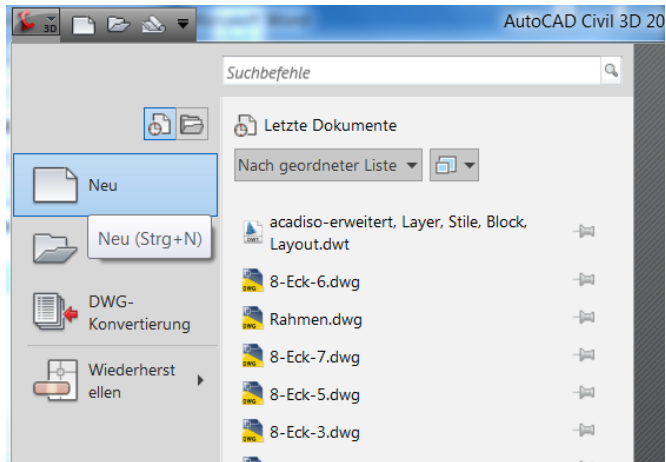 3D
AutoCAD Civil 3D 20
Suchbefehle
Letzte Dokumente
Nach geordneter Liste
Neu
Neu (Strg+N)
acadiso-erweitert, Layer, Stile, Block,
Layout.dwt
8-Eck-6.dwg
DWG-
Konvertierung
Rahmen.dwg
8-Eck-7.dwg
Wiederherst
ellen
8-Eck-5.dwg
8-Eck-3.dwg